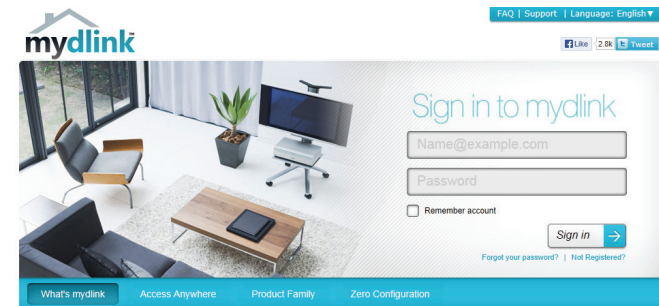 FAQ | Support | Language: English▼
mydlink™
Like 2.8k Tweet
Sign in to mydlink
Name@example.com
Password
Remember account
Sign in
Forgot your password? | Not Registered?
What's mydlink Access Anywhere Product Family Zero Configuration